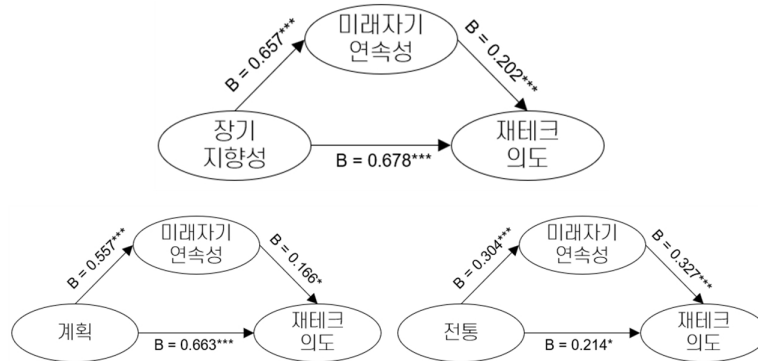 미래자기
연속성
B = 0.657***
B = 0.202***
장기
지향성
재테크
의도
B = 0.678***
미래자기
연속성
B = 0.557***
B = 0.166*
계획
재테크
의도
B = 0.663***
미래자기
연속성
B = 0.304***
B = 0.327***
전통
재테크
의도
B = 0.214*